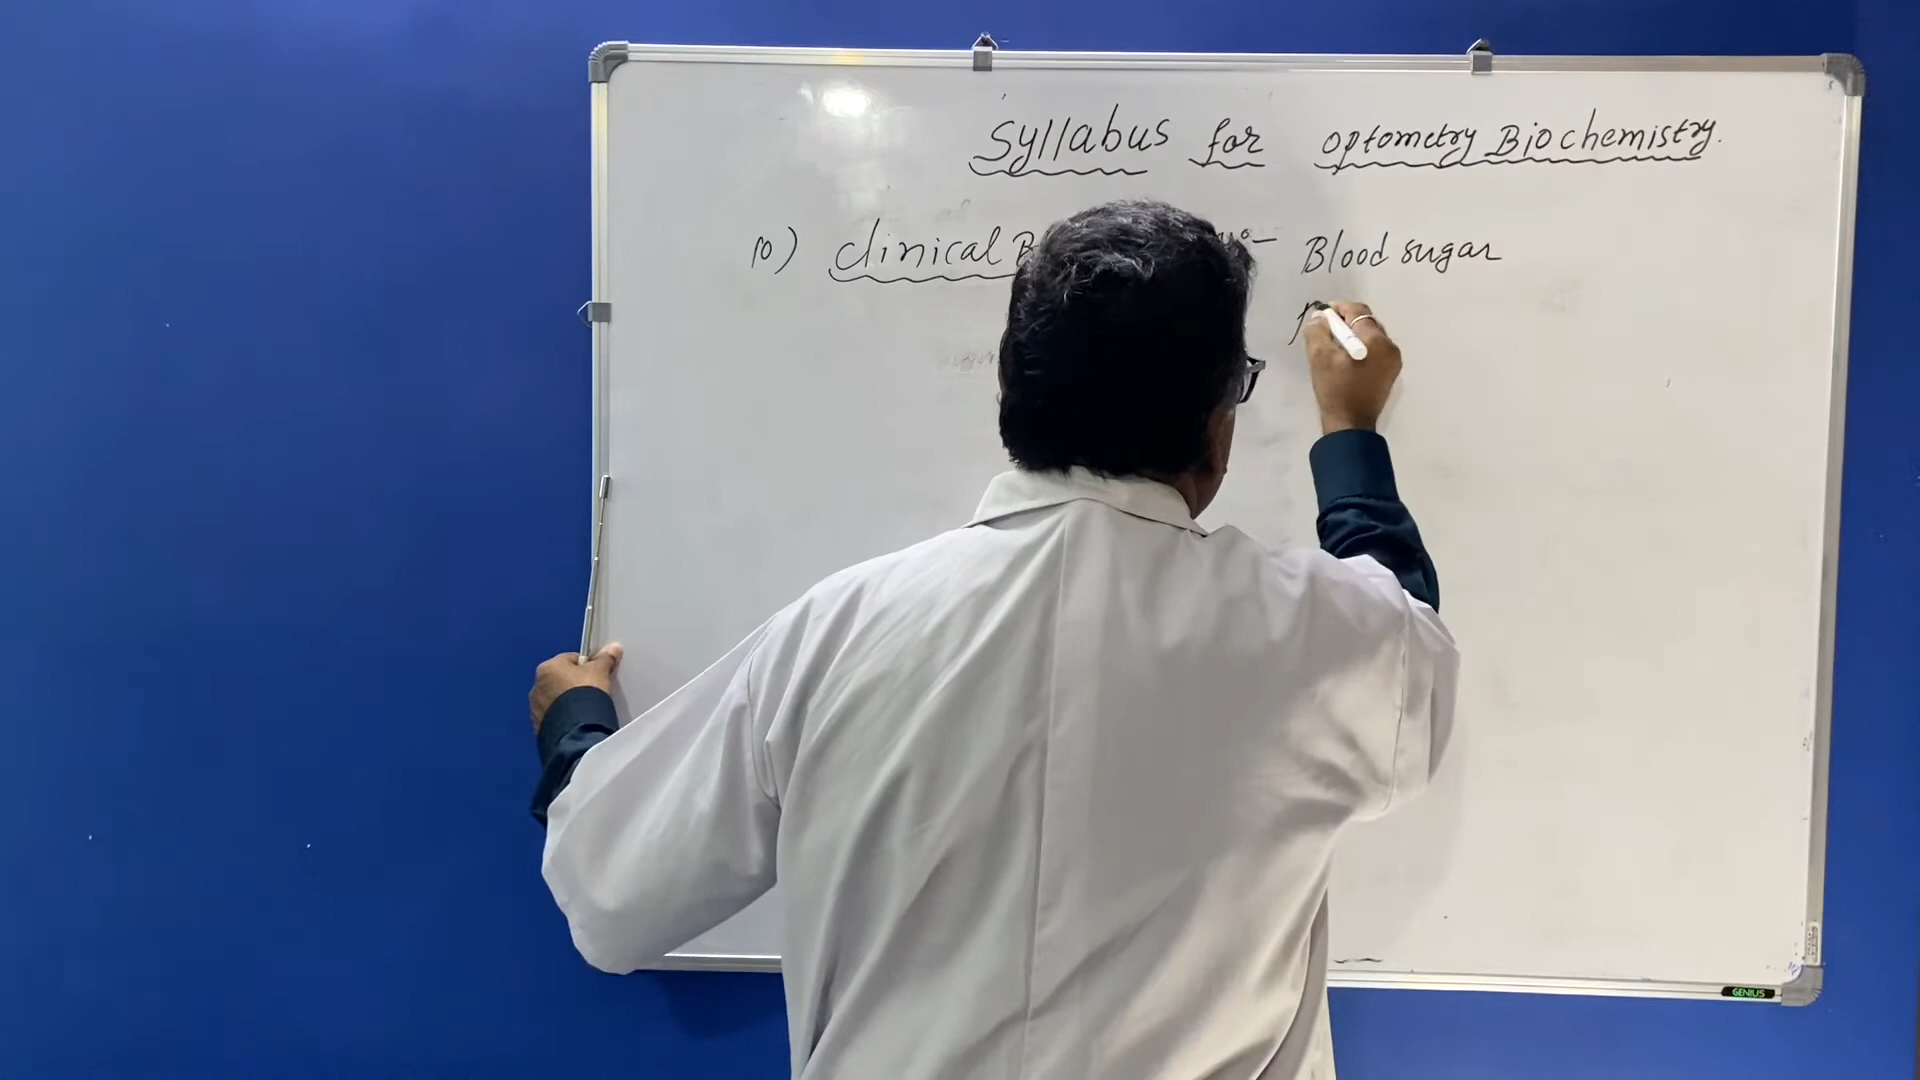 Syllabus for optometry Biochemistry.
10) clinical B - Blood sugar
GENIUS